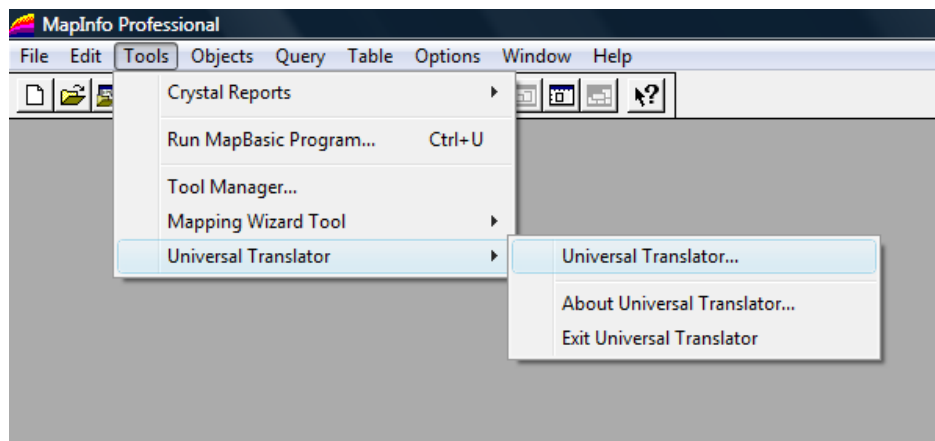 MapInfo Professional
File Edit Tools Objects Query Table Options Window Help
Crystal Reports
Run MapBasic Program... Ctrl+U
Tool Manager...
Mapping Wizard Tool
Universal Translator
Universal Translator...
About Universal Translator...
Exit Universal Translator